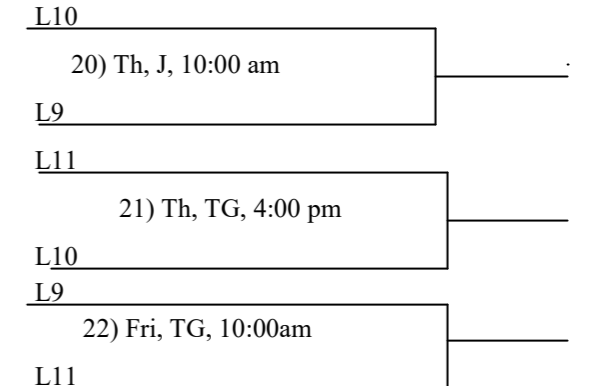 L10
20) Th, J, 10:00 am
L9
L11
21) Th, TG, 4:00 pm
L10
L9
22) Fri, TG, 10:00am
L11